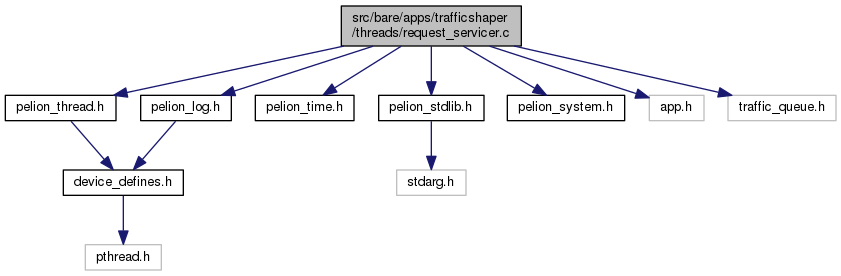 src/bare/apps/trafficshaper
/threads/request_servicer.c
pelion_thread.h
pelion_log.h
pelion_time.h
pelion_stdlib.h
pelion_system.h
app.h
traffic_queue.h
device_defines.h
stdarg.h
pthread.h